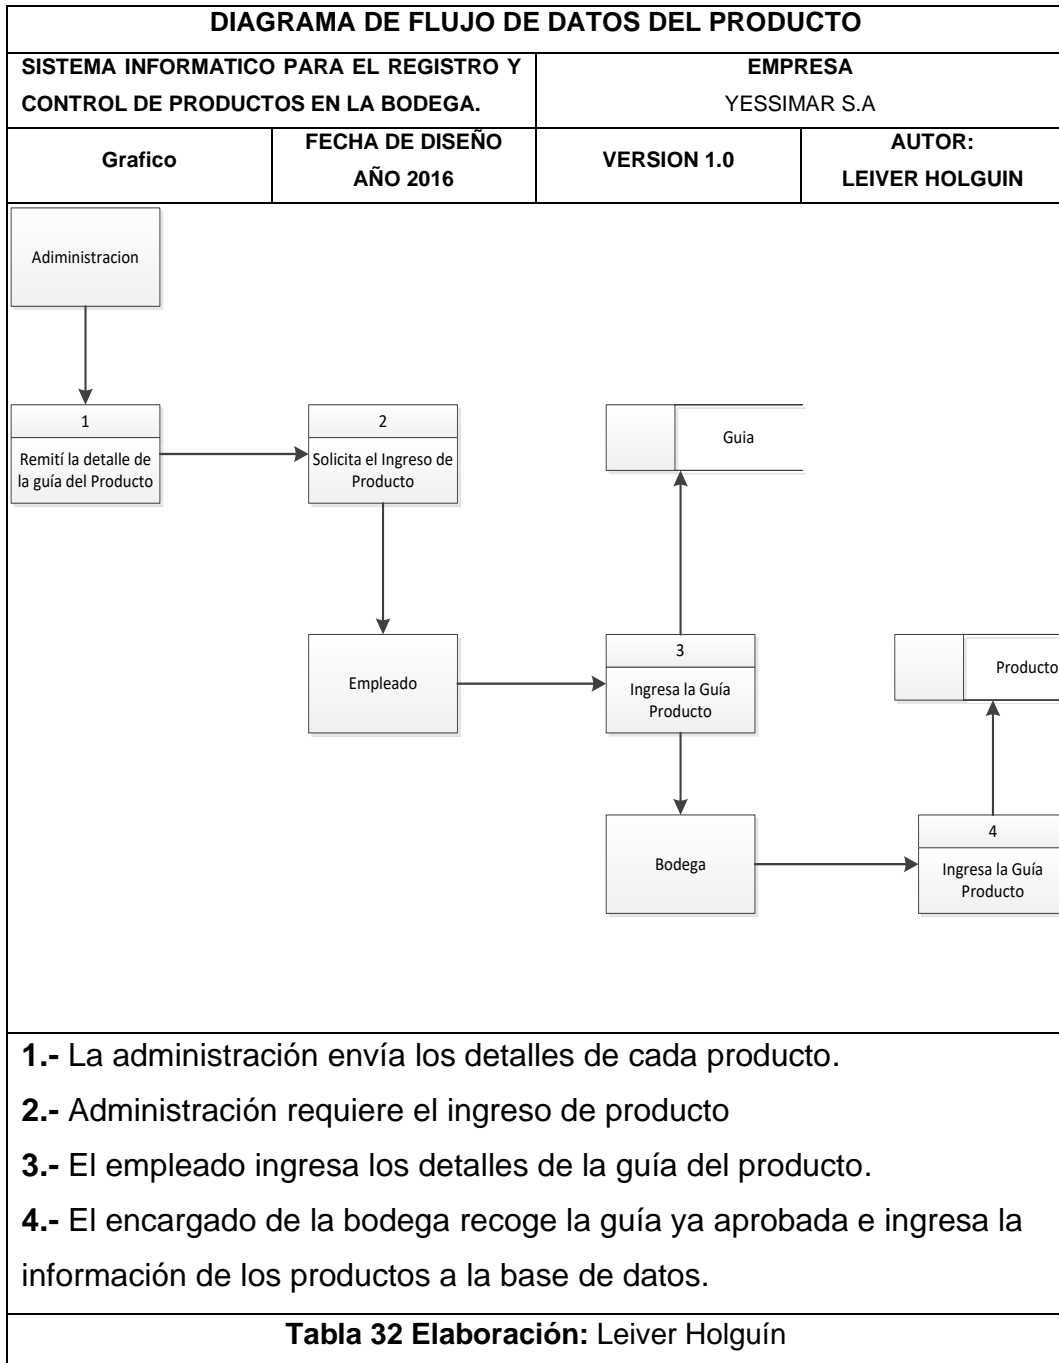 DIAGRAMA DE FLUJO DE DATOS DEL PRODUCTO
SISTEMA INFORMATICO PARA EL REGISTRO Y
CONTROL DE PRODUCTOS EN LA BODEGA.
EMPRESA
YESSIMAR S.A
Grafico
FECHA DE DISEÑO
AÑO 2016
VERSION 1.0
AUTOR:
LEIVER HOLGUIN
Adiministracion
1
Remití la detalle de
la guía del Producto
2
Solicita el Ingreso de
Producto
Guia
Empleado
3
Ingresa la Guía
Producto
Producto
Bodega
4
Ingresa la Guía
Producto
1.- La administración envía los detalles de cada producto.
2.- Administración requiere el ingreso de producto
3.- El empleado ingresa los detalles de la guía del producto.
4.- El encargado de la bodega recoge la guía ya aprobada e ingresa la
información de los productos a la base de datos.
Tabla 32 Elaboración: Leiver Holguín